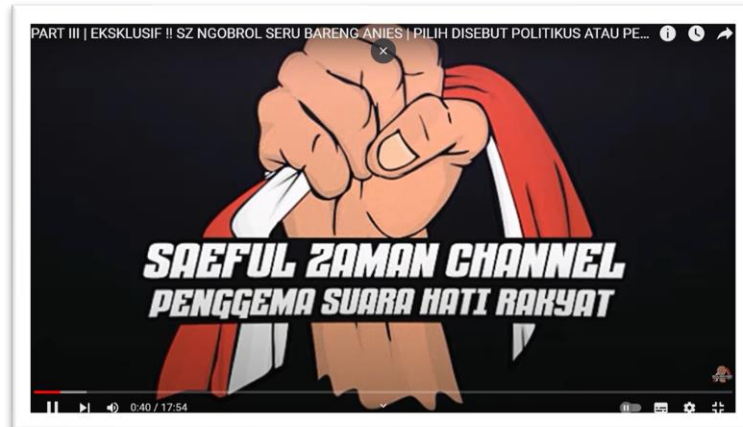 PART III | EKSKLUSIF !! SZ NGOBROL SERU BARENG ANIES | PILIH DISEBUT POLITIKUS ATAU PE...
SAEFUL ZAMAN CHANNEL
PENGGEMA SUARA HATI RAKYAT
0:40 / 17:54